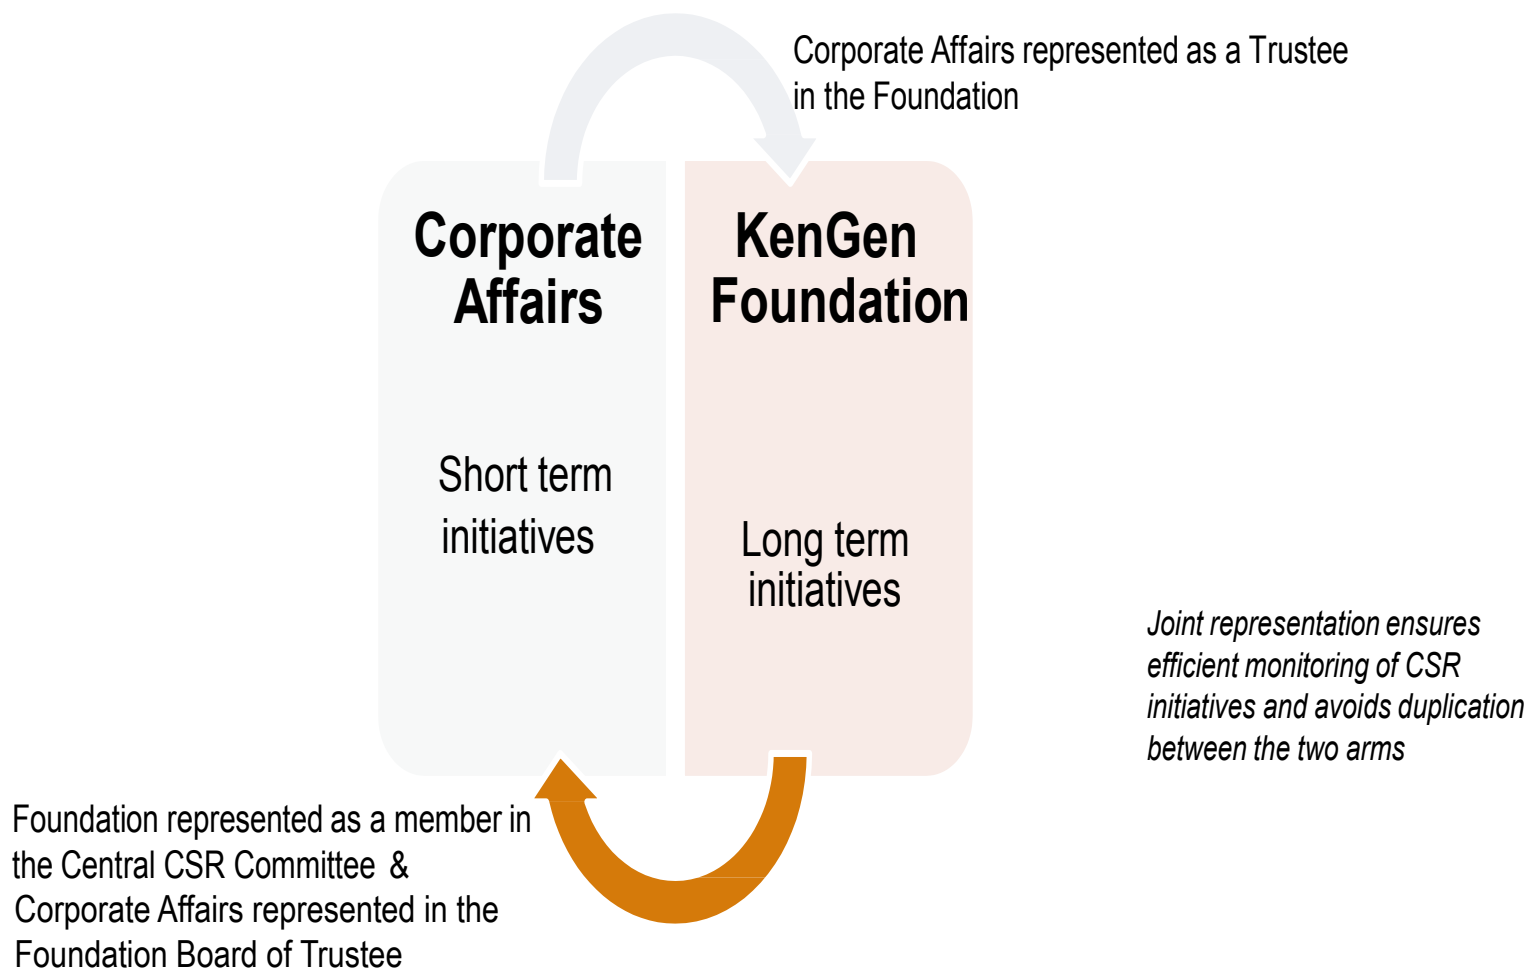 Corporate Affairs represented as a Trustee
in the Foundation
Corporate
Affairs
KenGen
Foundation
Short term
initiatives
Long term
initiatives
Joint representation ensures
efficient monitoring of CSR
initiatives and avoids duplication
between the two arms
Foundation represented as a member in
the Central CSR Committee &
Corporate Affairs represented in the
Foundation Board of Trustee